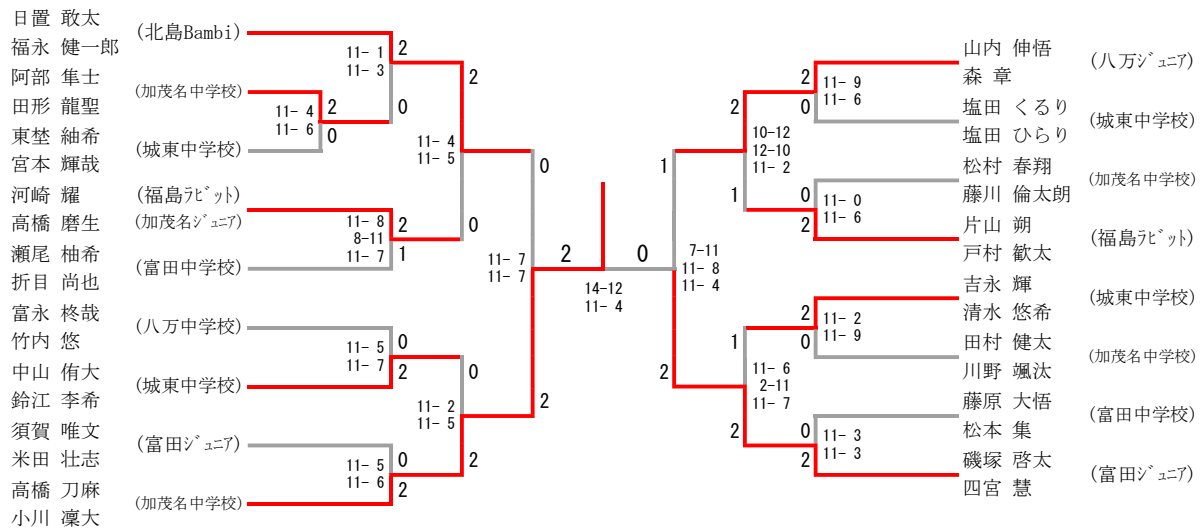 日置 敢太
福永 健一郎
(北島Bambi)
阿部 隼士
田形 龍聖
(加茂名中学校)
東埜 紬希
宮本 輝哉
(城東中学校)
河崎 耀
高橋 磨生
(福島ﾗﾋﾞｯﾄ)
(加茂名ｼﾞｭﾆｱ)
瀬尾 柚希
折目 尚也
(富田中学校)
富永 柊哉
竹内 悠
(八万中学校)
中山 侑大
鈴江 李希
(城東中学校)
須賀 唯文
米田 壮志
(富田ｼﾞｭﾆｱ)
高橋 刀麻
小川 凜大
(加茂名中学校)
11- 4
11- 6
2
0
11- 1
11- 3
2
0
11- 8
8-11
11- 7
2
1
11- 5
11- 7
0
2
11- 5
11- 6
0
2
11- 4
11- 5
2
0
11- 2
11- 5
0
2
11- 7
11- 7
0
2
2
0
14-12
11- 4
7-11
11- 8
11- 4
1
2
10-12
12-10
11- 2
2
1
11- 6
2-11
11- 7
1
2
11- 9
11- 6
2
0
11- 0
11- 6
0
2
11- 2
11- 9
2
0
11- 3
11- 3
0
2
山内 伸悟
森 章
(八万ｼﾞｭﾆｱ)
塩田 くるり
塩田 ひらり
(城東中学校)
松村 春翔
藤川 倫太朗
(加茂名中学校)
片山 朔
戸村 歓太
(福島ﾗﾋﾞｯﾄ)
吉永 輝
清水 悠希
(城東中学校)
田村 健太
川野 颯汰
(加茂名中学校)
藤原 大悟
松本 集
(富田中学校)
磯塚 啓太
四宮 慧
(富田ｼﾞｭﾆｱ)